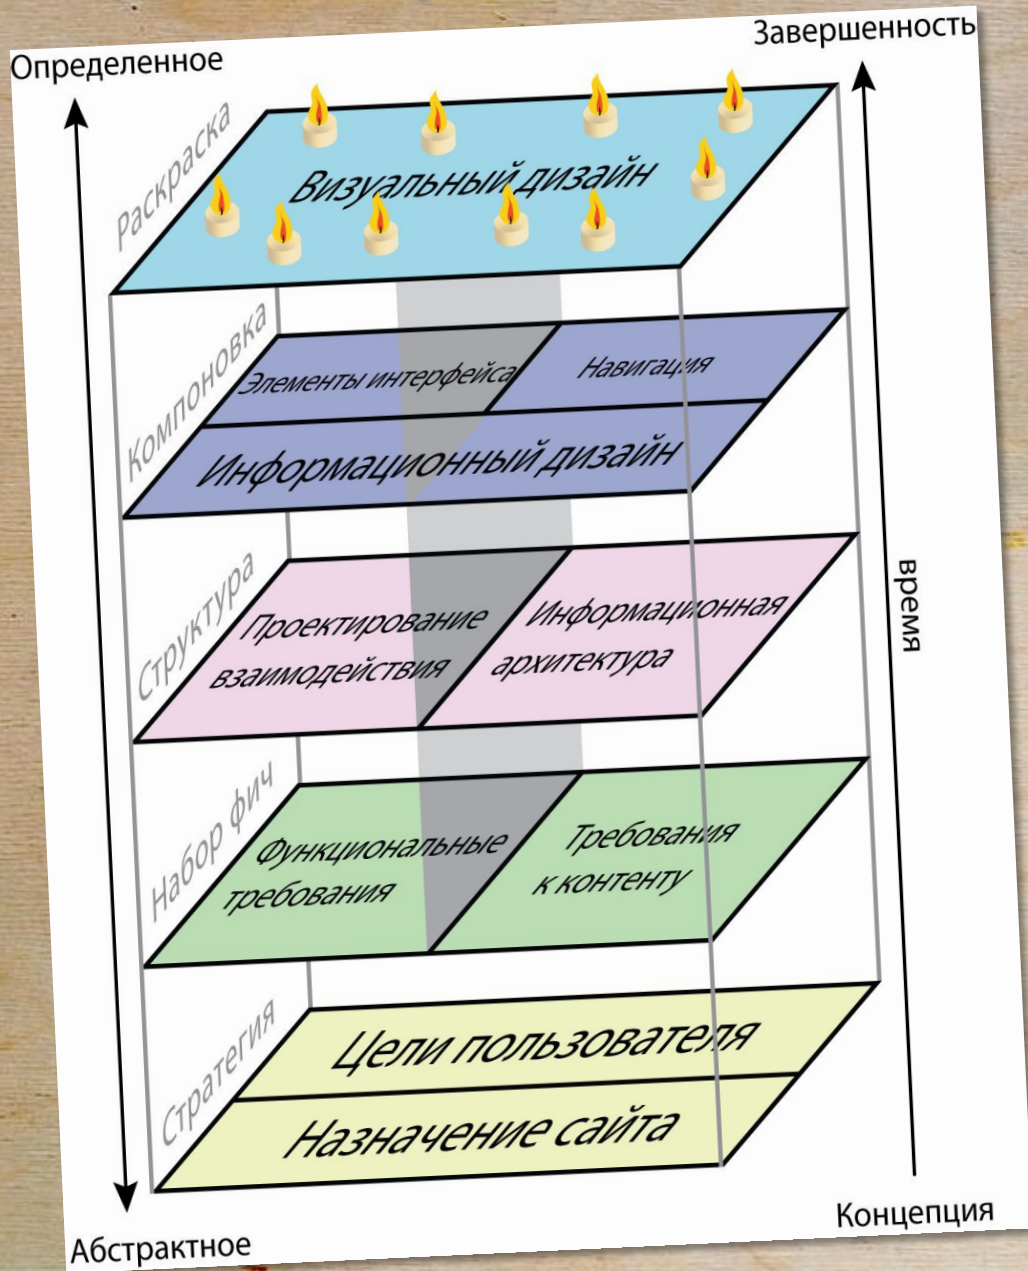 Определенное
Завершенность
Раскраска
Визуальный дизайн
Компоновка
Элементы интерфейса
Навигация
Информационный дизайн
Структура
Проектирование
взаимодействия
Информационная
архитектура
время
Набор фич
Функциональные
требования
Требования
к контенту
Стратегия
Цели пользователя
Назначение сайта
Абстрактное
Концепция